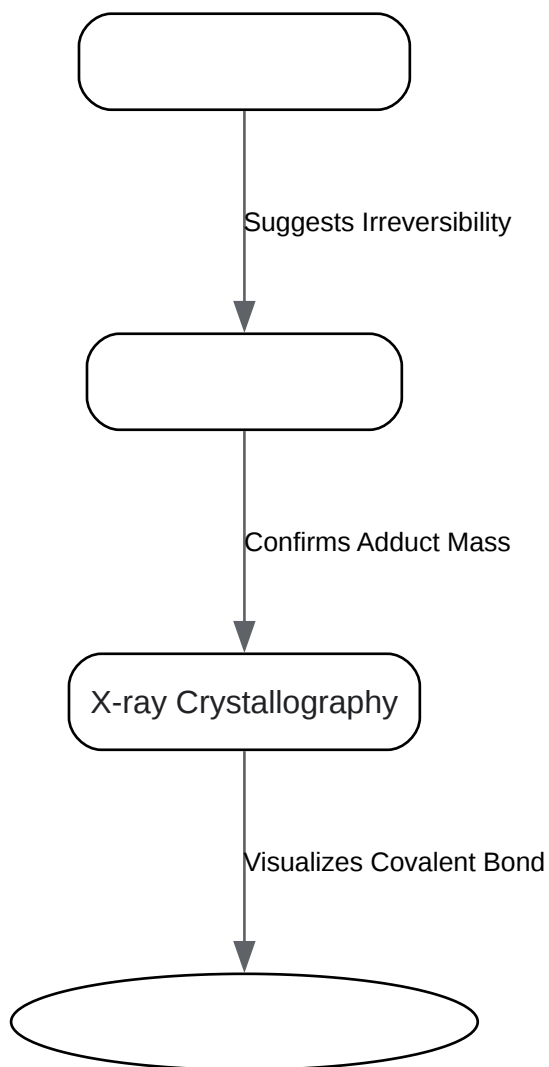 Suggests Irreversibility
Confirms Adduct Mass
X-ray Crystallography
Visualizes Covalent Bond